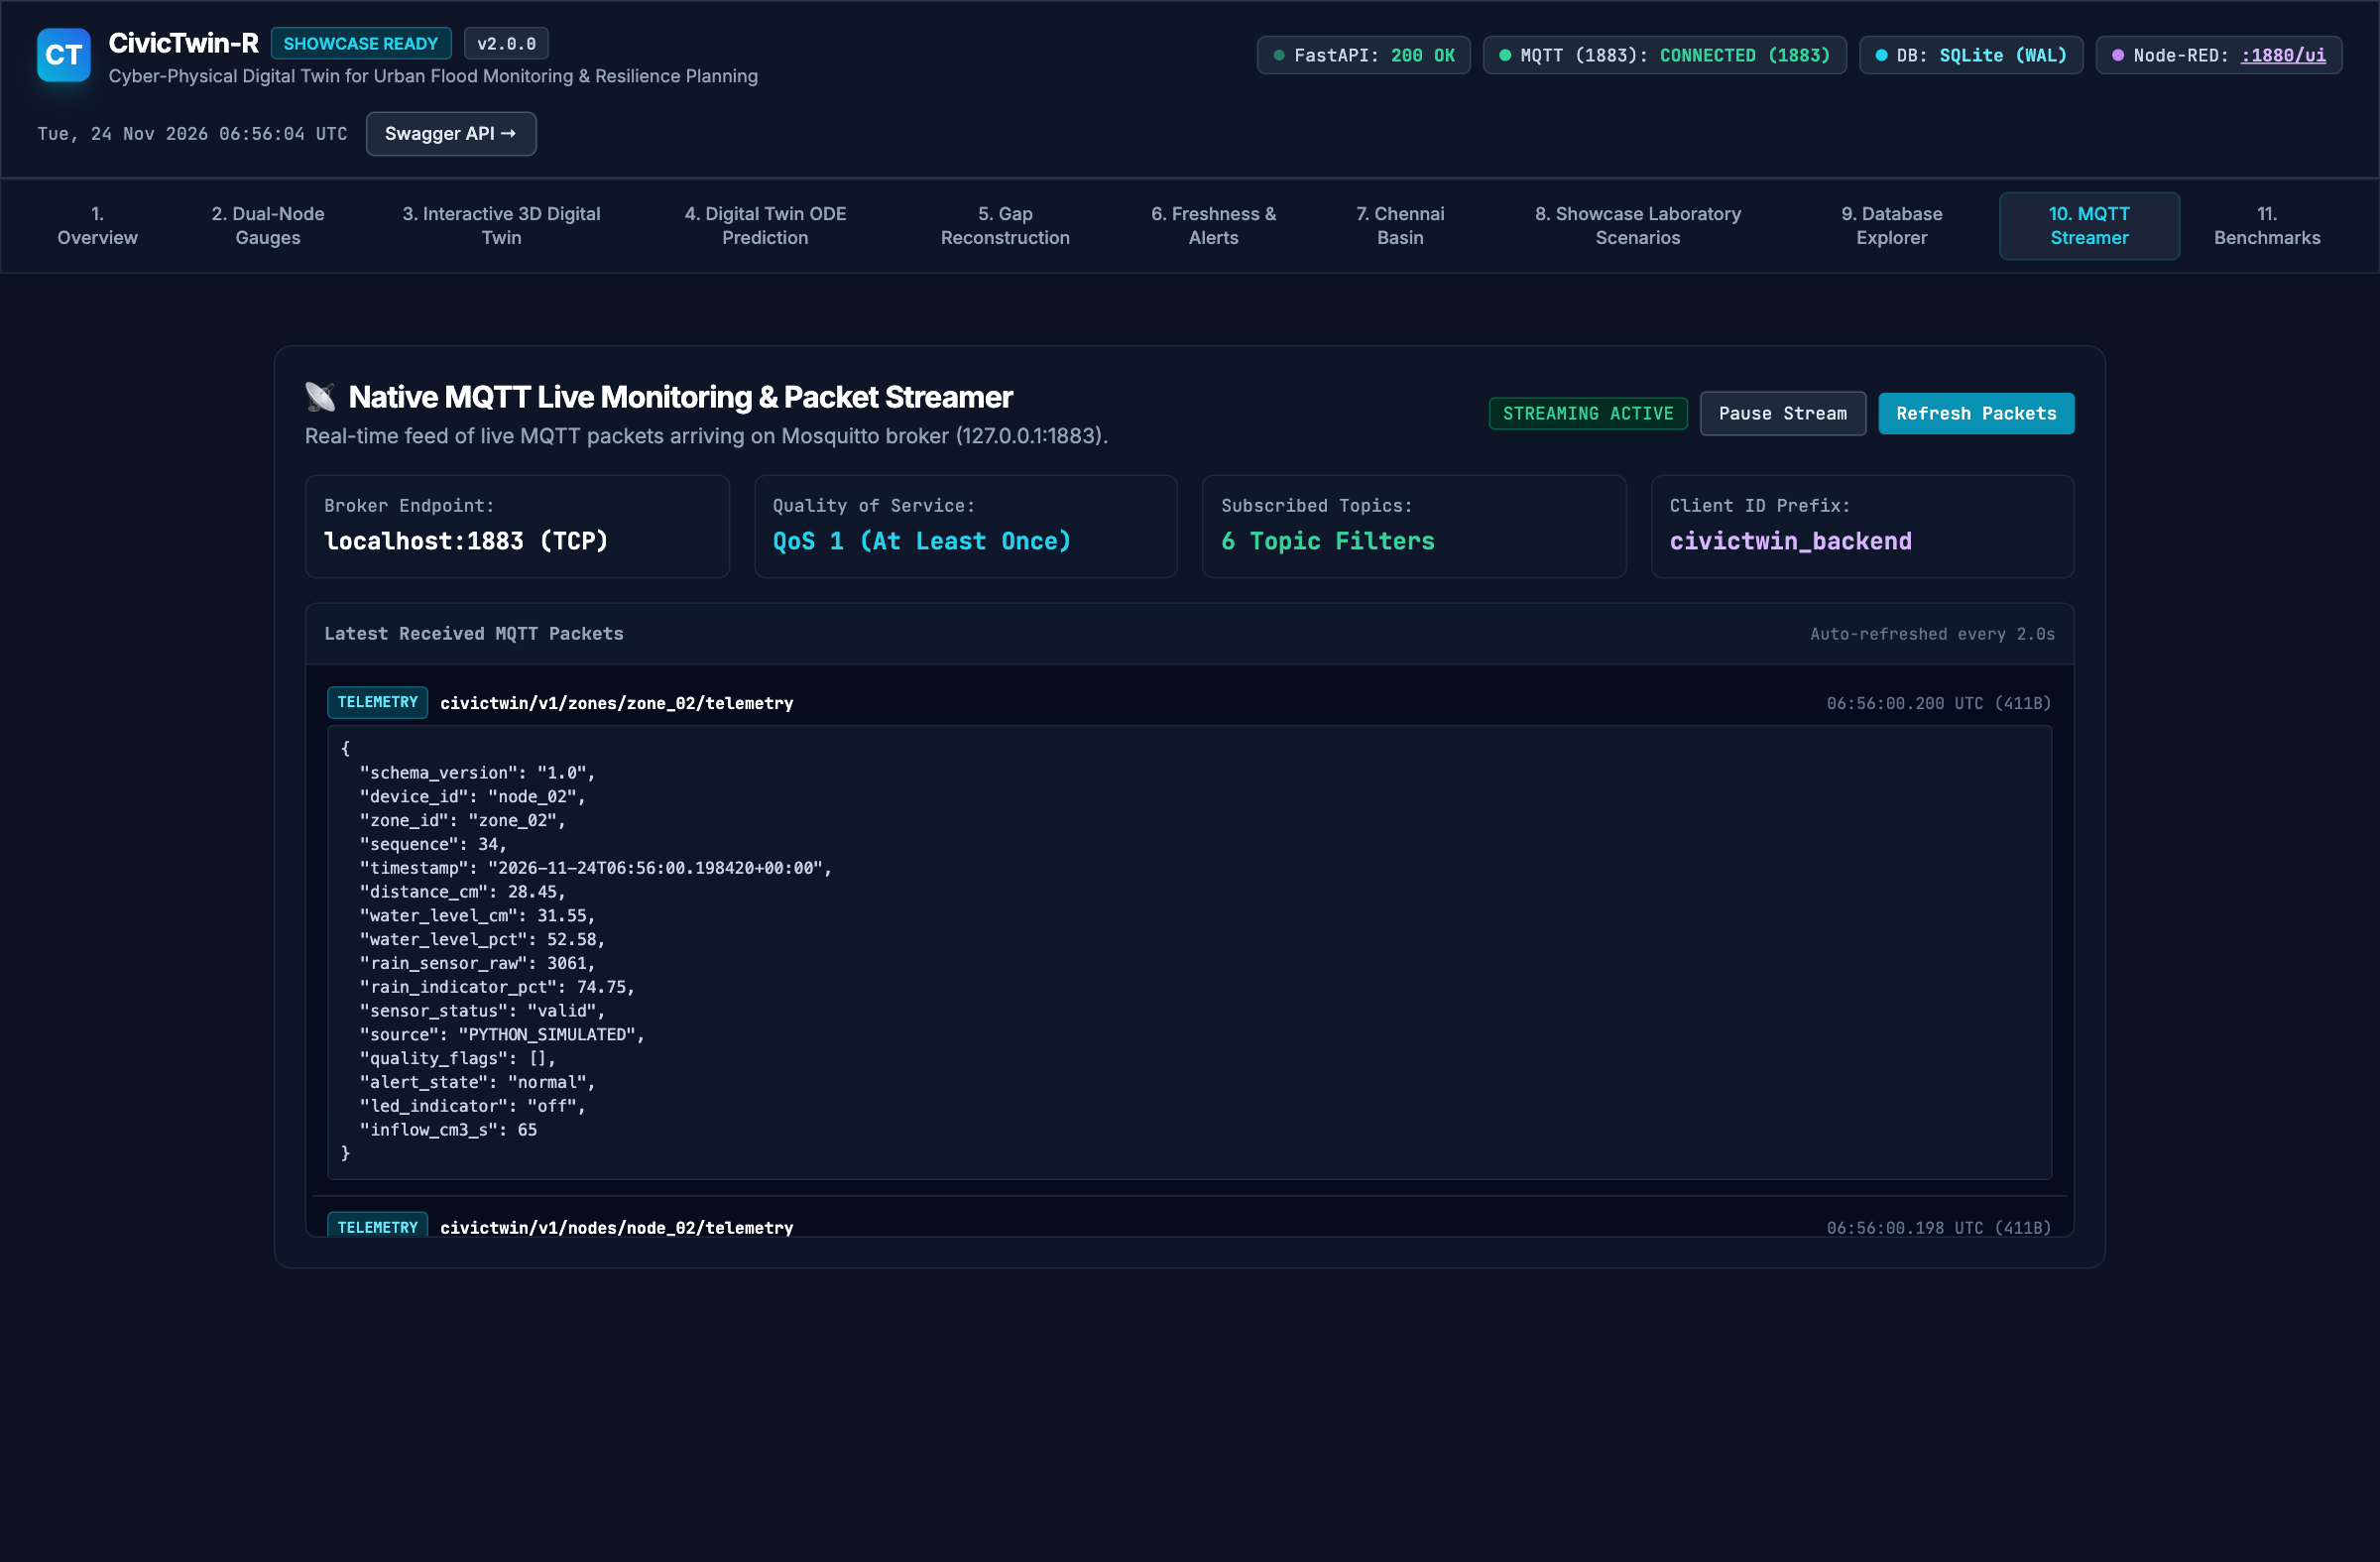 CT
CivicTwin-R SHOWCASE READY v2.0.0
Cyber-Physical Digital Twin for Urban Flood Monitoring & Resilience Planning
FastAPI: 200 OK
MQTT (1883): CONNECTED (1883)
DB: SQLite (WAL)
Node-RED: :1880/ui
Tue, 24 Nov 2026 06:56:04 UTC
Swagger API →
1.
Overview
2. Dual-Node
Gauges
3. Interactive 3D Digital
Twin
4. Digital Twin ODE
Prediction
5. Gap
Reconstruction
6. Freshness &
Alerts
7. Chennai
Basin
8. Showcase Laboratory
Scenarios
9. Database
Explorer
10. MQTT
Streamer
11.
Benchmarks
Native MQTT Live Monitoring & Packet Streamer
Real-time feed of live MQTT packets arriving on Mosquitto broker (127.0.0.1:1883).
STREAMING ACTIVE
Pause Stream
Refresh Packets
Broker Endpoint:
localhost:1883 (TCP)
Quality of Service:
QoS 1 (At Least Once)
Subscribed Topics:
6 Topic Filters
Client ID Prefix:
civictwin_backend
Latest Received MQTT Packets
Auto-refreshed every 2.0s
TELEMETRY civictwin/v1/zones/zone_02/telemetry
06:56:00.200 UTC (411B)
{
"schema_version": "1.0",
"device_id": "node_02",
"zone_id": "zone_02",
"sequence": 34,
"timestamp": "2026-11-24T06:56:00.198420+00:00",
"distance_cm": 28.45,
"water_level_cm": 31.55,
"water_level_pct": 52.58,
"rain_sensor_raw": 3061,
"rain_indicator_pct": 74.75,
"sensor_status": "valid",
"source": "PYTHON_SIMULATED",
"quality_flags": [],
"alert_state": "normal",
"led_indicator": "off",
"inflow_cm3_s": 65
}
TELEMETRY civictwin/v1/nodes/node_02/telemetry
06:56:00.198 UTC (411B)